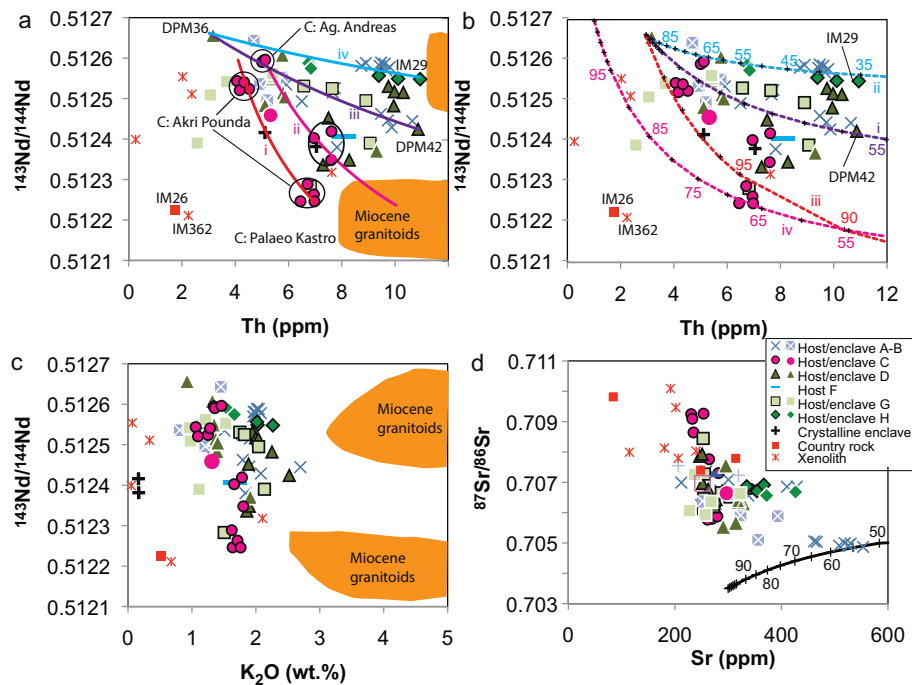 a
DPM36
C: Ag. Andreas
iv
IM29
C: Akri Pounda
i
ii
iii
DPM42
C: Palaeo Kastro
Miocene
granitoids
IM26
IM362
143Nd/144Nd
0.5127
0.5126
0.5125
0.5124
0.5123
0.5122
0.5121
0 2 4 6 8 10
Th (ppm)
b
85
65
55
45
35
IM29
ii
95
85
75
65
95
i
55
DPM42
iii
90
iv
55
IM26
IM362
143Nd/144Nd
0.5127
0.5126
0.5125
0.5124
0.5123
0.5122
0.5121
0 2 4 6 8 10 12
Th (ppm)
c
Miocene
granitoids
Miocene
granitoids
143Nd/144Nd
0.5127
0.5126
0.5125
0.5124
0.5123
0.5122
0.5121
0 1 2 3 4 5
K2O (wt.%)
d
Host/enclave A-B
Host/enclave C
Host/enclave D
Host F
Host/enclave G
Host/enclave H
Crystalline enclave
Country rock
Xenolith
50
60
70
80
90
87Sr/86Sr
0.711
0.709
0.707
0.705
0.703
0 200 400 600
Sr (ppm)